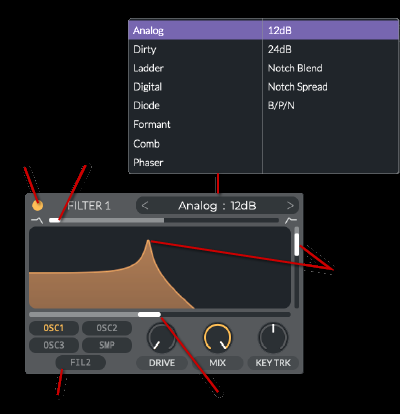 Analog 12dB
Dirty 24dB
Ladder Notch Blend
Digital Notch Spread
Diode B/P/N
Formant
Comb
Phaser
FILTER 1 < Analog : 12dB >
OSC1 OSC2
OSC3 SMP
FIL2
DRIVE MIX KEY TRK